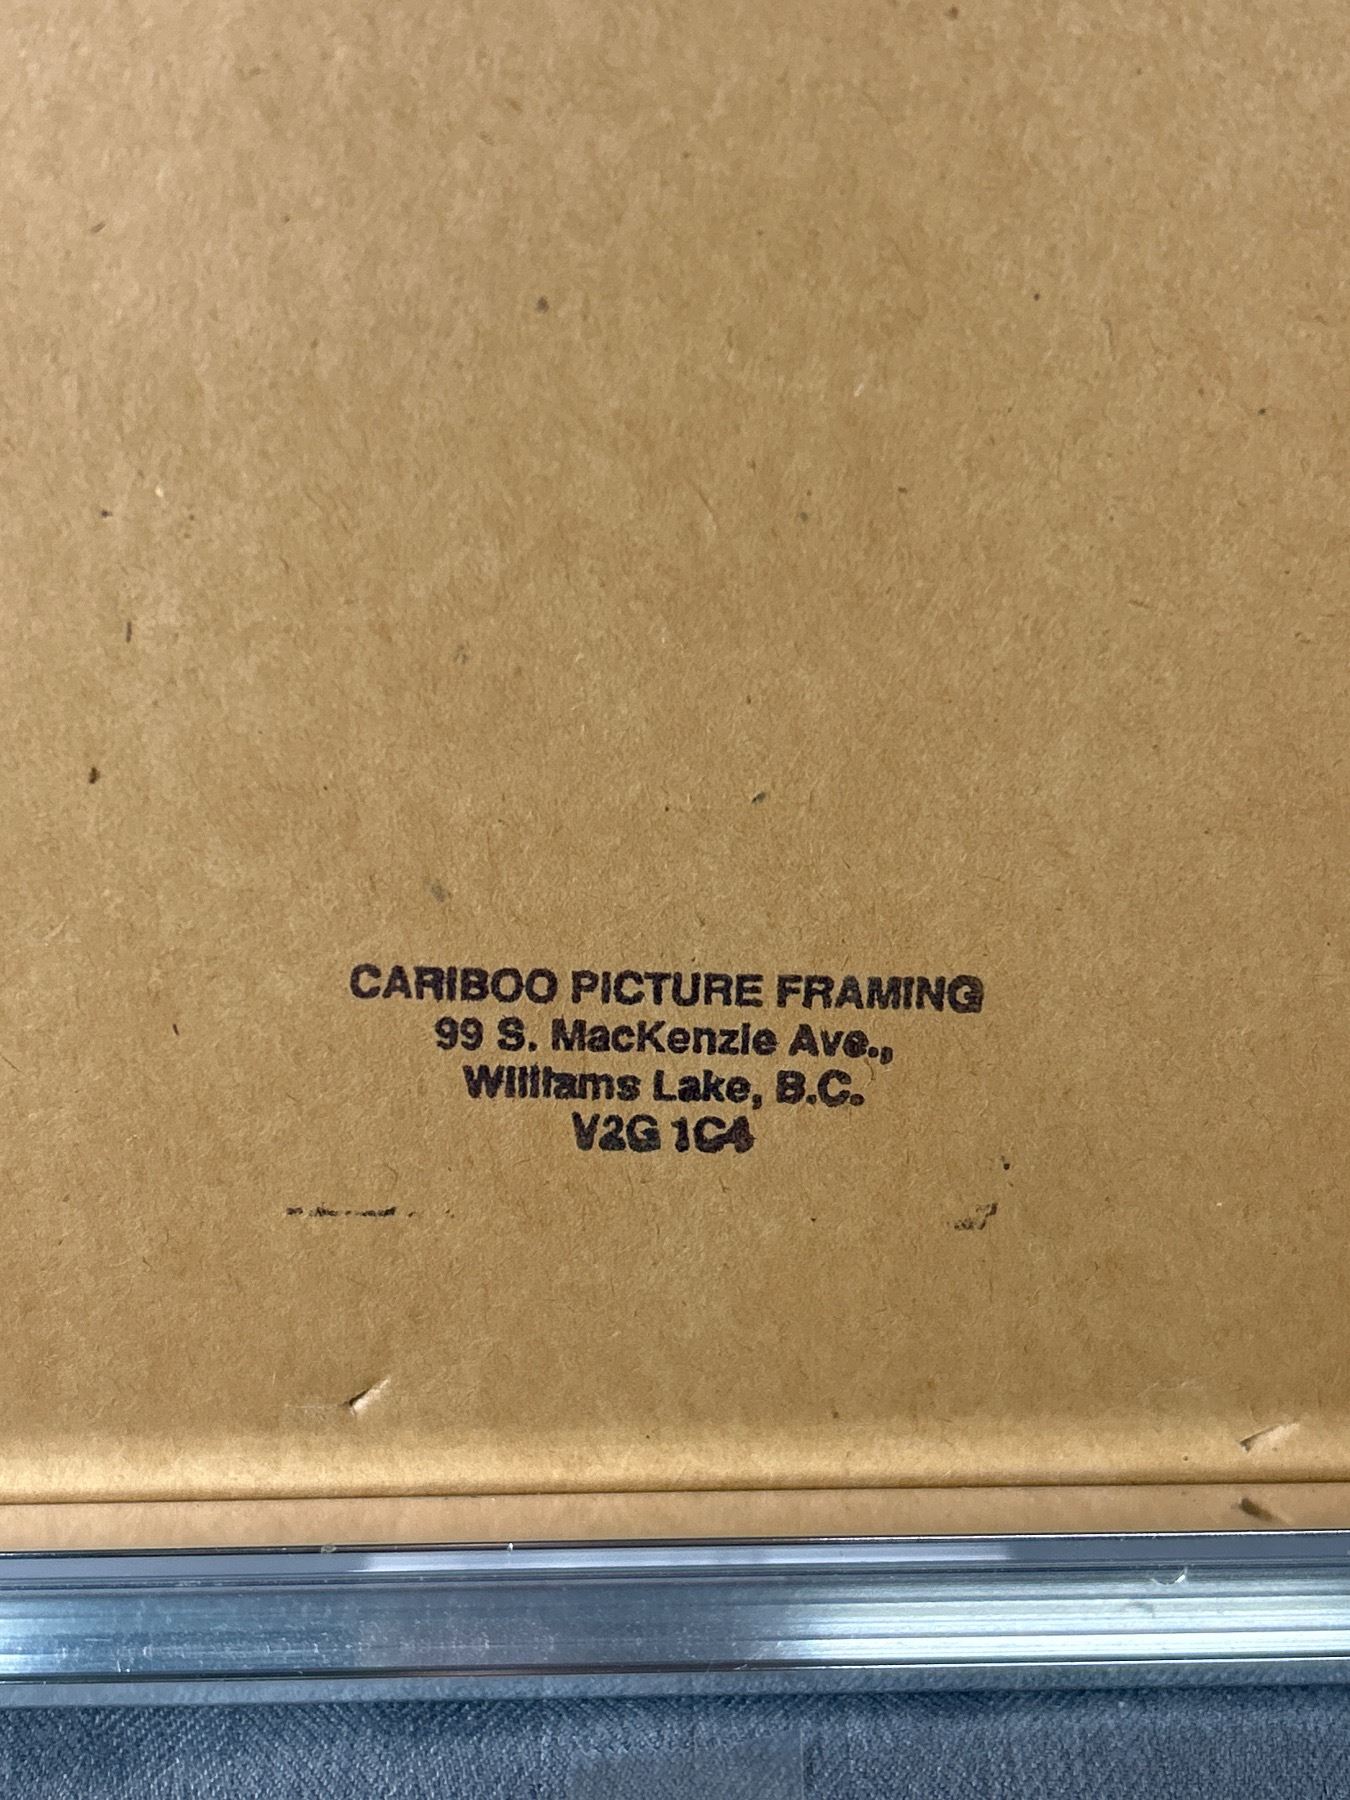 CARIBOO PICTURE FRAMING
99 S. MacKenzie Ave.,
Williams Lake, B.C.
V2G 1C4